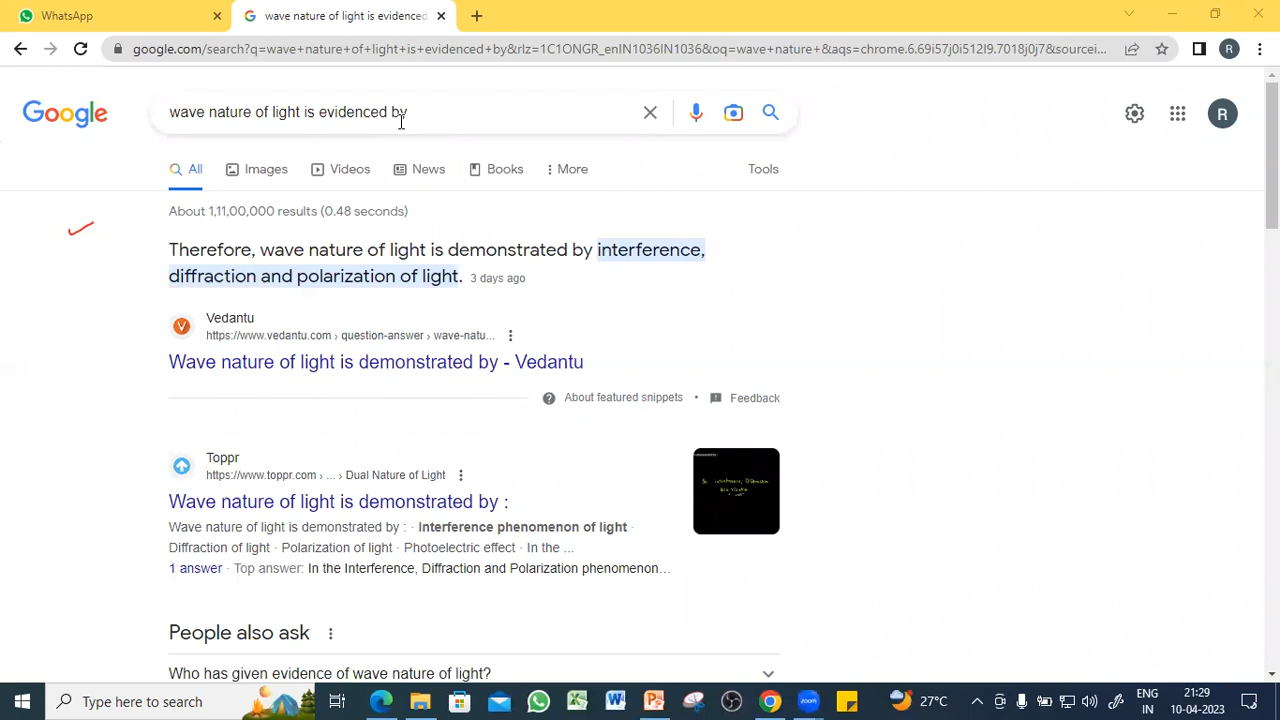 WhatsApp
wave nature of light is evidenced
google.com/search?q=wave+nature+of+light+is+evidenced+by&rlz=1C1ONGR_enIN1036IN1036&oq=wave+nature+&aqs=chrome.6.69i57j0i512l9.7018j0j7&sourcei...
R
Google
wave nature of light is evidenced by
R
All
Images
Videos
News
Books
More
Tools
About 1,11,00,000 results (0.48 seconds)
Therefore, wave nature of light is demonstrated by interference,
diffraction and polarization of light. 3 days ago
Vedantu
https://www.vedantu.com › question-answer › wave-natu...
Wave nature of light is demonstrated by - Vedantu
About featured snippets • Feedback
Toppr
https://www.toppr.com › ... › Dual Nature of Light
Wave nature of light is demonstrated by :
Wave nature of light is demonstrated by : · Interference phenomenon of light ·
Diffraction of light · Polarization of light · Photoelectric effect · In the ...
1 answer · Top answer: In the Interference, Diffraction and Polarization phenomenon...
People also ask
Who has given evidence of wave nature of light?
Type here to search
zoom
27°C
ENG
IN
21:29
10-04-2023